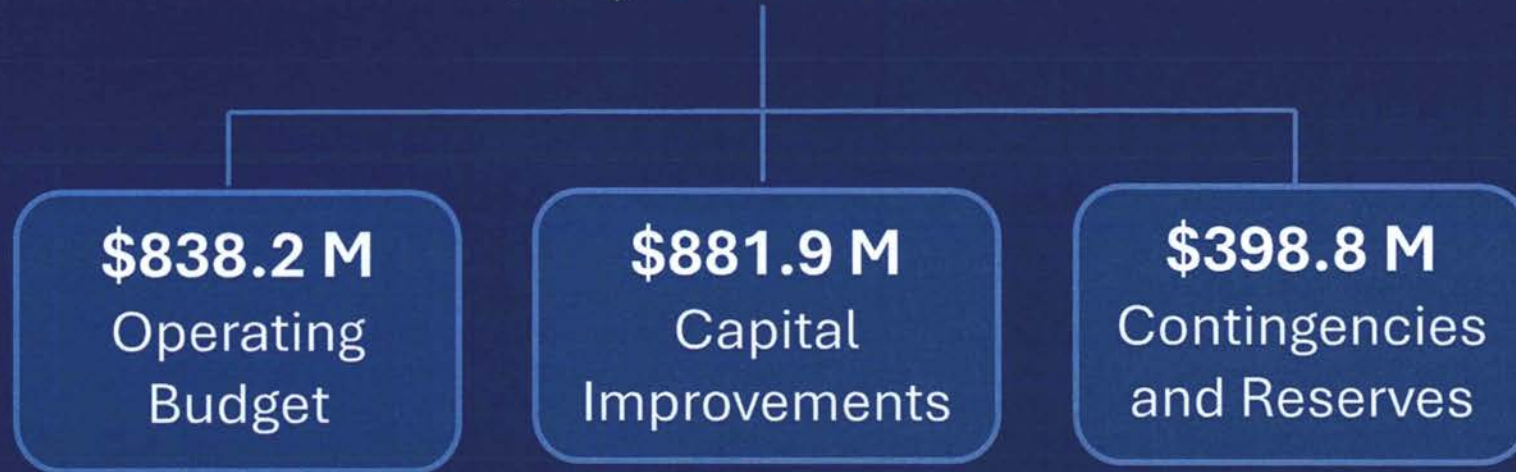 $838.2 M
Operating
Budget
$881.9 M
Capital
Improvements
$398.8 M
Contingencies
and Reserves